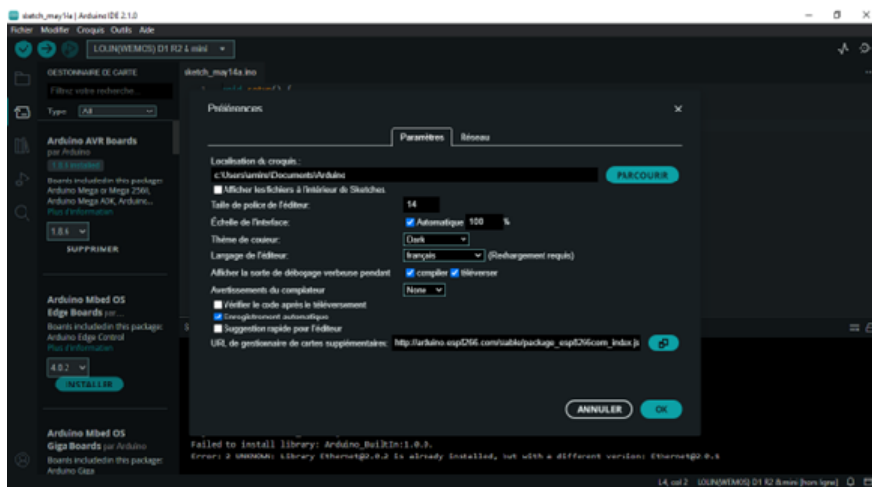 sketch_may14a | Arduino IDE 2.1.0
Fichier Modifier Croquis Outils Aide
LOLIN(WEMOS) D1 R2 & mini
GESTIONNAIRE DE CARTE
sketch_may14a.ino
Filtrez votre recherche...
void setup() {
Type: All
Arduino AVR Boards
par Arduino
1.8.6 installed
Boards included in this package:
Arduino Mega or Mega 2560,
Arduino Mega ADK, Arduino...
Plus d'information
1.8.6
SUPPRIMER
Arduino Mbed OS
Edge Boards par...
Boards included in this package:
Arduino Edge Control
Plus d'information
4.0.2
INSTALLER
Arduino Mbed OS
Giga Boards par Arduino
Boards included in this package:
Arduino Giga
Préférences
Paramètres Réseau
Localisation du croquis:
c:\Users\amine\Documents\Arduino
PARCOURIR
Afficher les fichiers à l'intérieur de Sketches
Taille de police de l'éditeur: 14
Échelle de l'interface: Automatique 100 %
Thème de couleur: Dark
Langage de l'éditeur: français (Rechargement requis)
Afficher la sortie de débogage verbeuse pendant compiler téléverser
Avertissements du compilateur None
Vérifier le code après le téléversement
Enregistrement automatique
Suggestion rapide pour l'éditeur
URL de gestionnaire de cartes supplémentaires: http://arduino.esp8266.com/stable/package_esp8266com_index.js
ANNULER OK
Failed to install library: Arduino_BuiltIn:1.0.0.
Error: 2 UNKNOWN: Library Ethernet@2.0.2 is already installed, but with a different version: Ethernet@2.0.
L4, col 2 LOLIN(WEMOS) D1 R2 & mini [hors ligne]